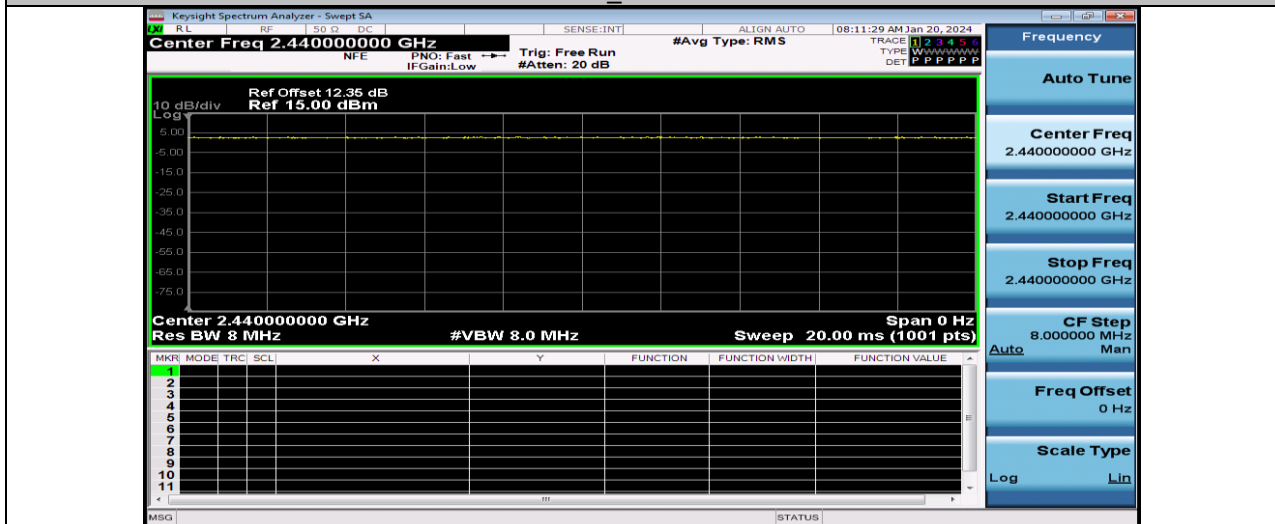 Keysight Spectrum Analyzer - Swept SA
LXI RL RF 50 Ω DC SENSE:INT ALIGN AUTO 08:11:29 AM Jan 20, 2024
Center Freq 2.440000000 GHz
NFE PNO: Fast IFGain:Low
Trig: Free Run
#Atten: 20 dB
#Avg Type: RMS
TRACE 1 2 3 4 5 6
TYPE W W W W W W
DET P P P P P P
Ref Offset 12.35 dB
10 dB/div Ref 15.00 dBm
Log
5.00
-5.00
-15.0
-25.0
-35.0
-45.0
-55.0
-65.0
-75.0
Center 2.440000000 GHz Span 0 Hz
Res BW 8 MHz #VBW 8.0 MHz Sweep 20.00 ms (1001 pts)
MKR MODE TRC SCL X Y FUNCTION FUNCTION WIDTH FUNCTION VALUE
1
2
3
4
5
6
7
8
9
10
11
MSG STATUS
Frequency
Auto Tune
Center Freq
2.440000000 GHz
Start Freq
2.440000000 GHz
Stop Freq
2.440000000 GHz
CF Step
8.000000 MHz
Auto Man
Freq Offset
0 Hz
Scale Type
Log Lin